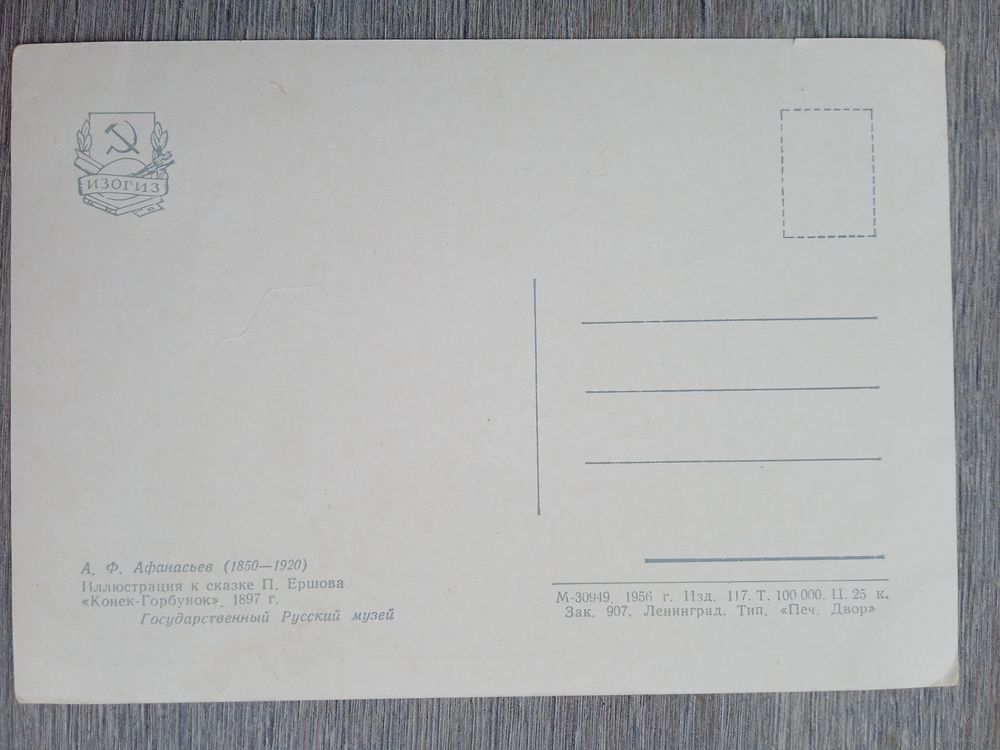 ИЗОГИЗ
А. Ф. Афанасьев (1850—1920)
Иллюстрация к сказке П. Ершова
«Конек-Горбунок», 1897 г.
Государственный Русский музей
М-30949. 1956 г. Изд. 117. Т. 100 000. Ц. 25 к.
Зак. 907. Ленинград. Тип. «Печ. Двор»